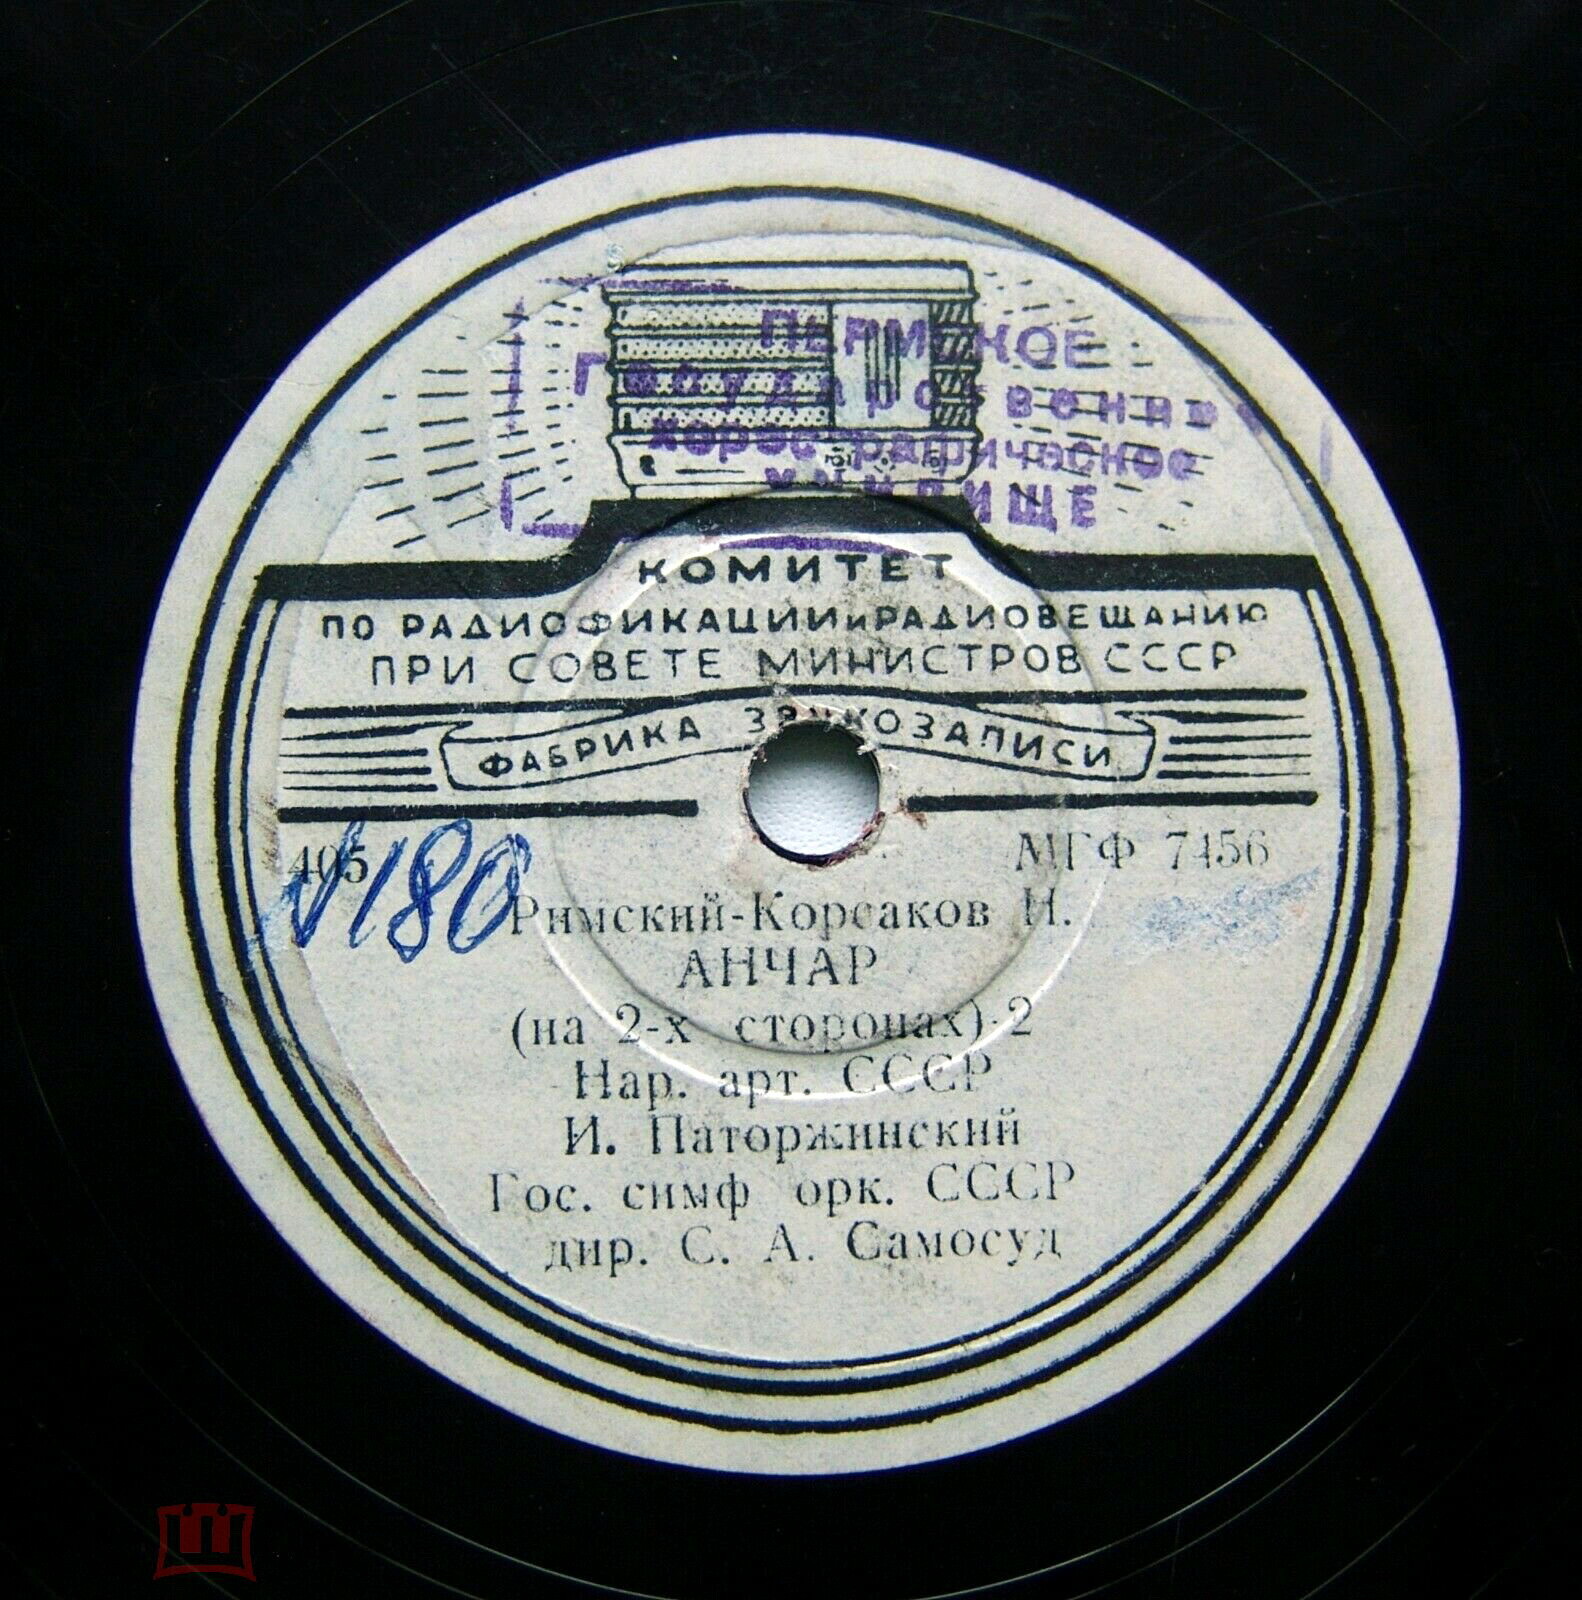 ПЕРМСКОЕ
Государственное
хореографическое
училИЩЕ
КОМИТЕТ
ПО РАДИОФИКАЦИИ и РАДИОВЕЩАНИЮ
ПРИ СОВЕТЕ МИНИСТРОВ СССР
ФАБРИКА ЗВУКОЗАПИСИ
405 МГФ 7456
N180
Римский-Корсаков Н.
АНЧАР
(на 2-х сторонах)-2
Нар. арт. СССР
И. Паторжинский
Гос. симф орк. СССР
дир. С. А. Самосуд